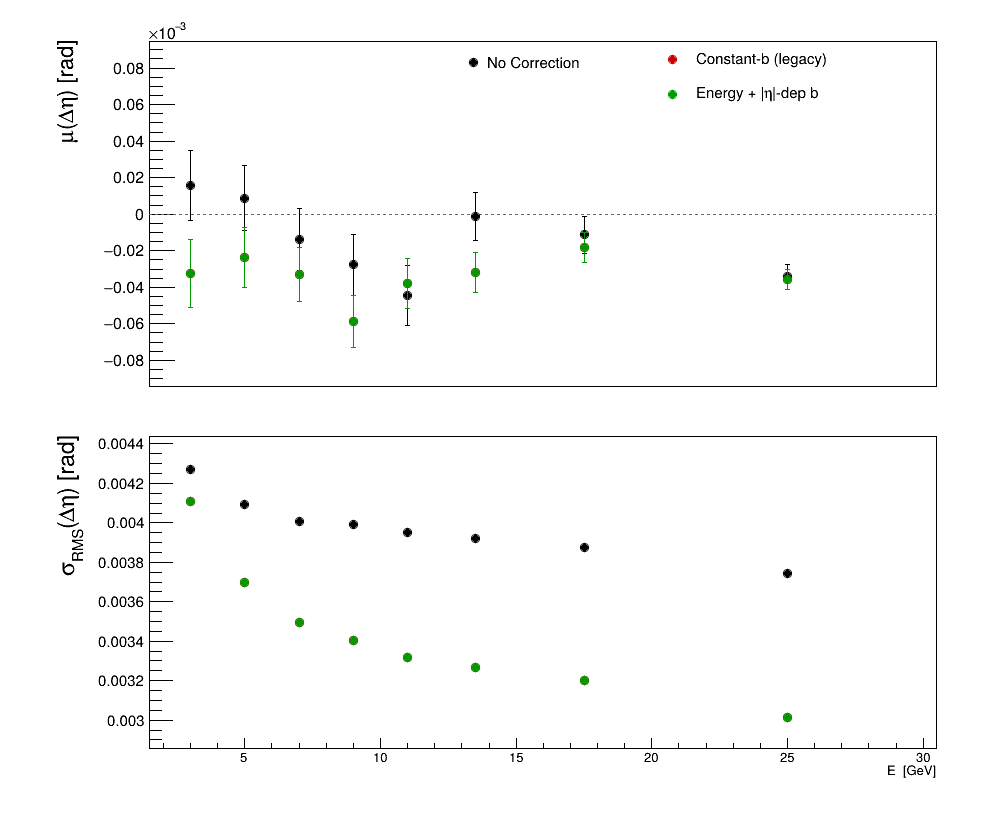 ×10⁻³
μ(Δη) [rad]
No Correction
Constant-b (legacy)
Energy + |η|-dep b
0.08
0.06
0.04
0.02
0
−0.02
−0.04
−0.06
−0.08
σRMS(Δη) [rad]
0.0044
0.0042
0.004
0.0038
0.0036
0.0034
0.0032
0.003
5 10 15 20 25 30
E [GeV]